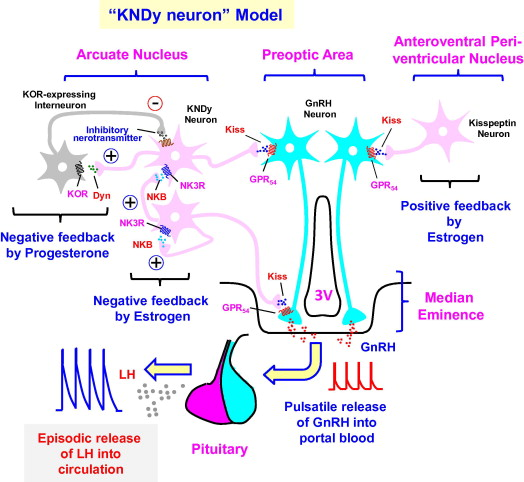 “KNDy neuron” Model
Arcuate Nucleus
Preoptic Area
Anteroventral Peri-
ventricular Nucleus
KOR-expressing
Interneuron
KNDy
Neuron
GnRH
Neuron
Kisspeptin
Neuron
Inhibitory
nerotransmitter
Kiss
Kiss
GPR54
GPR54
KOR
Dyn
NKB
NK3R
NK3R
NKB
Negative feedback
by Progesterone
Negative feedback
by Estrogen
Positive feedback
by
Estrogen
Kiss
GPR54
3V
Median
Eminence
GnRH
LH
Pituitary
Pulsatile release
of GnRH into
portal blood
Episodic release
of LH into
circulation